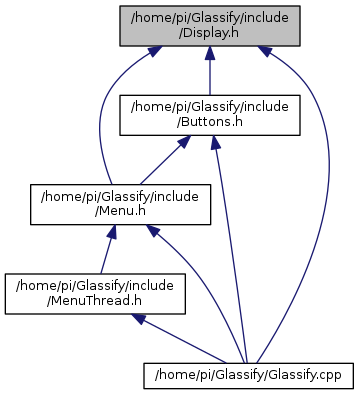 /home/pi/Glassify/include
/Display.h
/home/pi/Glassify/include
/Buttons.h
/home/pi/Glassify/include
/Menu.h
/home/pi/Glassify/include
/MenuThread.h
/home/pi/Glassify/Glassify.cpp